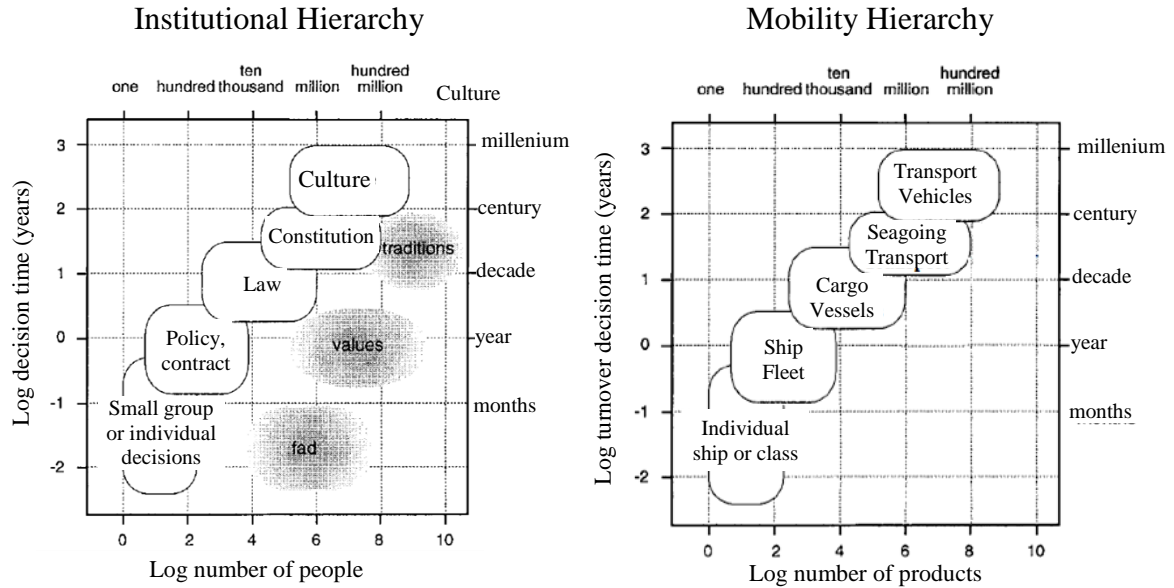 Institutional Hierarchy
one hundred ten thousand million hundred million Culture
Log decision time (years)
3
2
1
0
-1
-2
millenium
century
decade
year
months
Culture
Constitution
traditions
Law
Policy,
contract
values
Small group
or individual
decisions
fad
0 2 4 6 8 10
Log number of people
Mobility Hierarchy
one hundred ten thousand million hundred million
Log turnover decision time (years)
3
2
1
0
-1
-2
millenium
century
decade
year
months
Transport
Vehicles
Seagoing
Transport
Cargo
Vessels
Ship
Fleet
Individual
ship or class
0 2 4 6 8 10
Log number of products